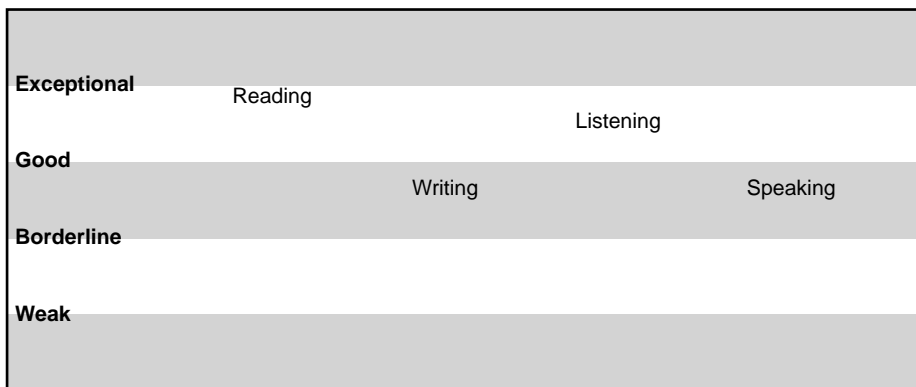 Exceptional
Reading
Listening
Good
Writing Speaking
Borderline
Weak